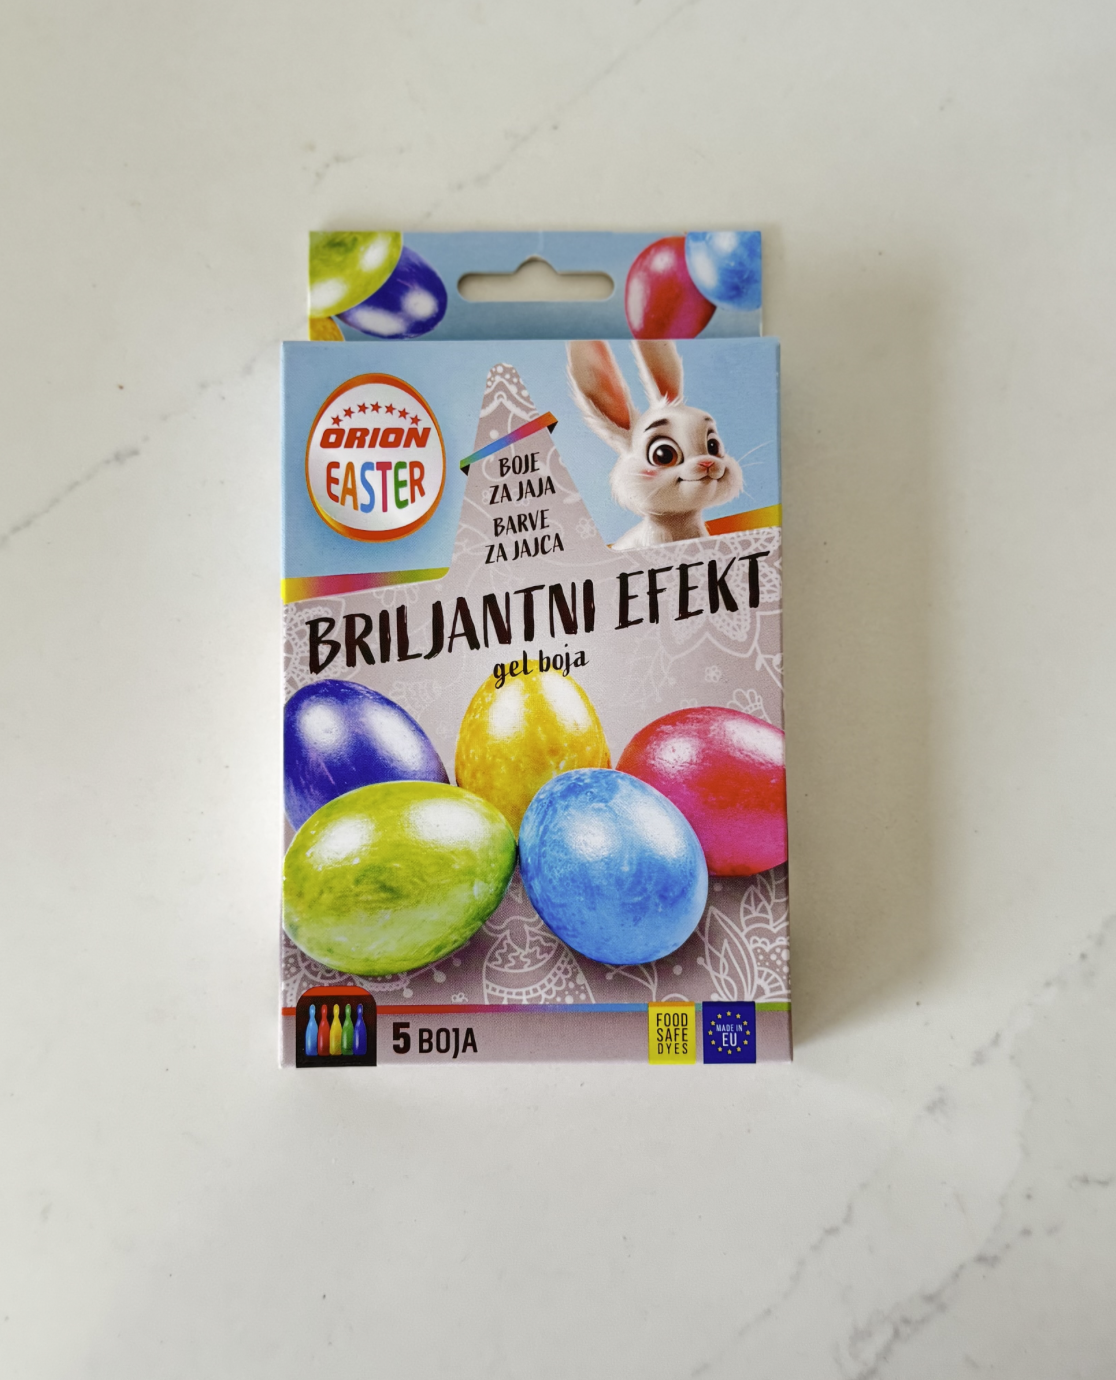 ORION
EASTER
BOJE
ZA JAJA
BARVE
ZA JAJCA
BRILJANTNI EFEKT
gel boja
5 BOJA
FOOD
SAFE
DYES
MADE IN
EU